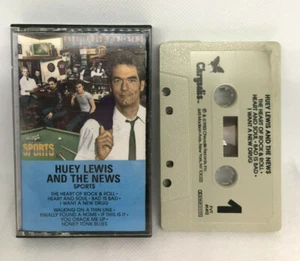 SPORTS
HUEY LEWIS
AND THE NEWS
SPORTS
THE HEART OF ROCK & ROLL •
HEART AND SOUL • BAD IS BAD •
I WANT A NEW DRUG
WALKING ON A THIN LINE •
FINALLY FOUND A HOME • IF THIS IS IT •
YOU CRACK ME UP •
HONKY TONK BLUES
Chrysalis
HUEY LEWIS AND THE NEWS
SPORTS
THE HEART OF ROCK & ROLL •
HEART AND SOUL • BAD IS BAD •
I WANT A NEW DRUG
1